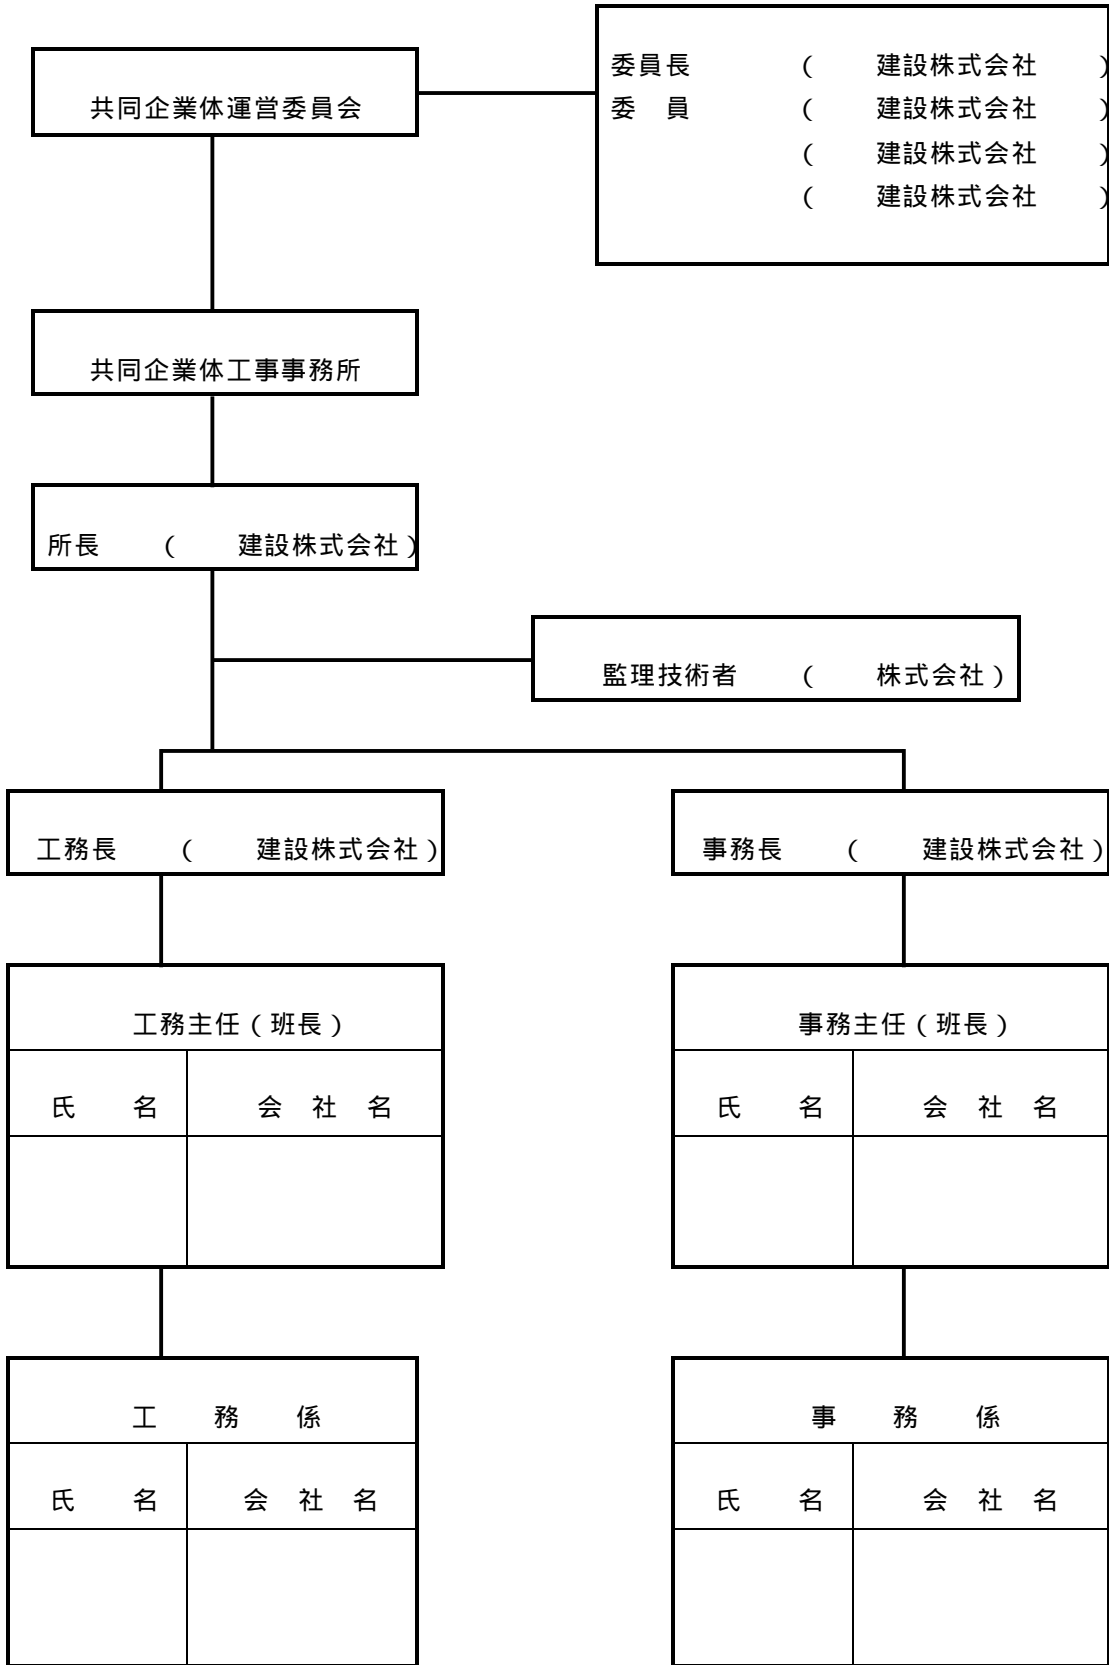 共同企業体運営委員会
委員長　　　　（　　建設株式会社　　）
委　員　　　　（　　建設株式会社　　）
（　　建設株式会社　　）
（　　建設株式会社　　）
共同企業体工事事務所
所長　　（　　建設株式会社）
監理技術者　　（　　株式会社）
工務長　　（　　建設株式会社）
事務長　　（　　建設株式会社）
工務主任（班長）
氏　　名　　　会　社　名
事務主任（班長）
氏　　名　　　会　社　名
工　　務　　係
氏　　名　　　会　社　名
事　　務　　係
氏　　名　　　会　社　名